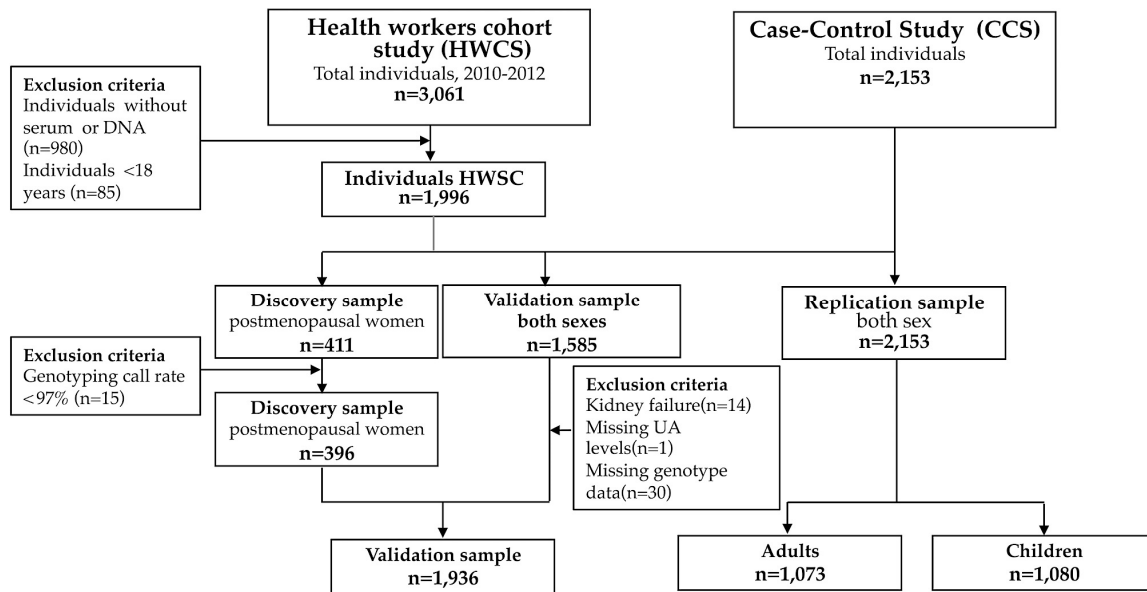 Health workers cohort
study (HWCS)
Total individuals, 2010-2012
n=3,061
Case-Control Study (CCS)
Total individuals
n=2,153
Exclusion criteria
Individuals without
serum or DNA
(n=980)
Individuals <18
years (n=85)
Individuals HWSC
n=1,996
Discovery sample
postmenopausal women
n=411
Validation sample
both sexes
n=1,585
Replication sample
both sex
n=2,153
Exclusion criteria
Genotyping call rate
<97% (n=15)
Discovery sample
postmenopausal women
n=396
Exclusion criteria
Kidney failure(n=14)
Missing UA
levels(n=1)
Missing genotype
data(n=30)
Validation sample
n=1,936
Adults
n=1,073
Children
n=1,080